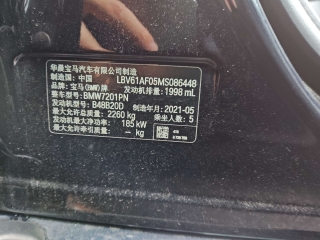 华晨宝马汽车有限公司制造
制造国：中国 LBV61AF05MS086448
品牌：宝马(BMW)牌 发动机排量：1998 mL
整车型号：BMW7201PN
发动机型号：B48B20D 制造年月：2021-05
最大允许总质量：2260 kg 乘坐人数：5
发动机最大净功率：185 kW
最大允许牵引质量：– kg